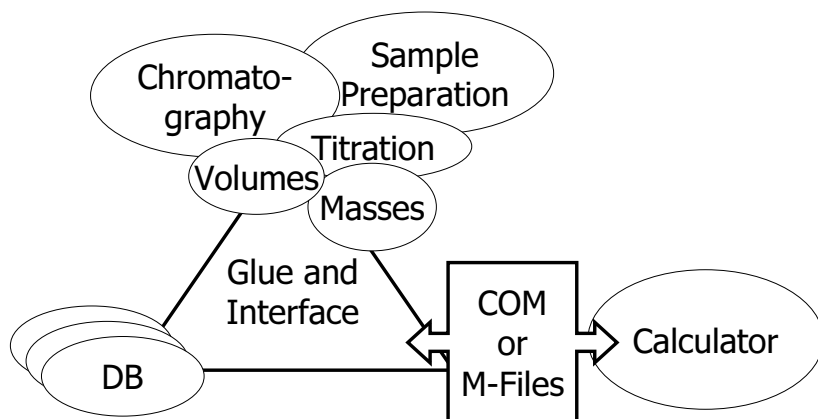 Chromato-
graphy
Sample
Preparation
Titration
Volumes
Masses
Glue and
Interface
DB
COM
or
M-Files
Calculator